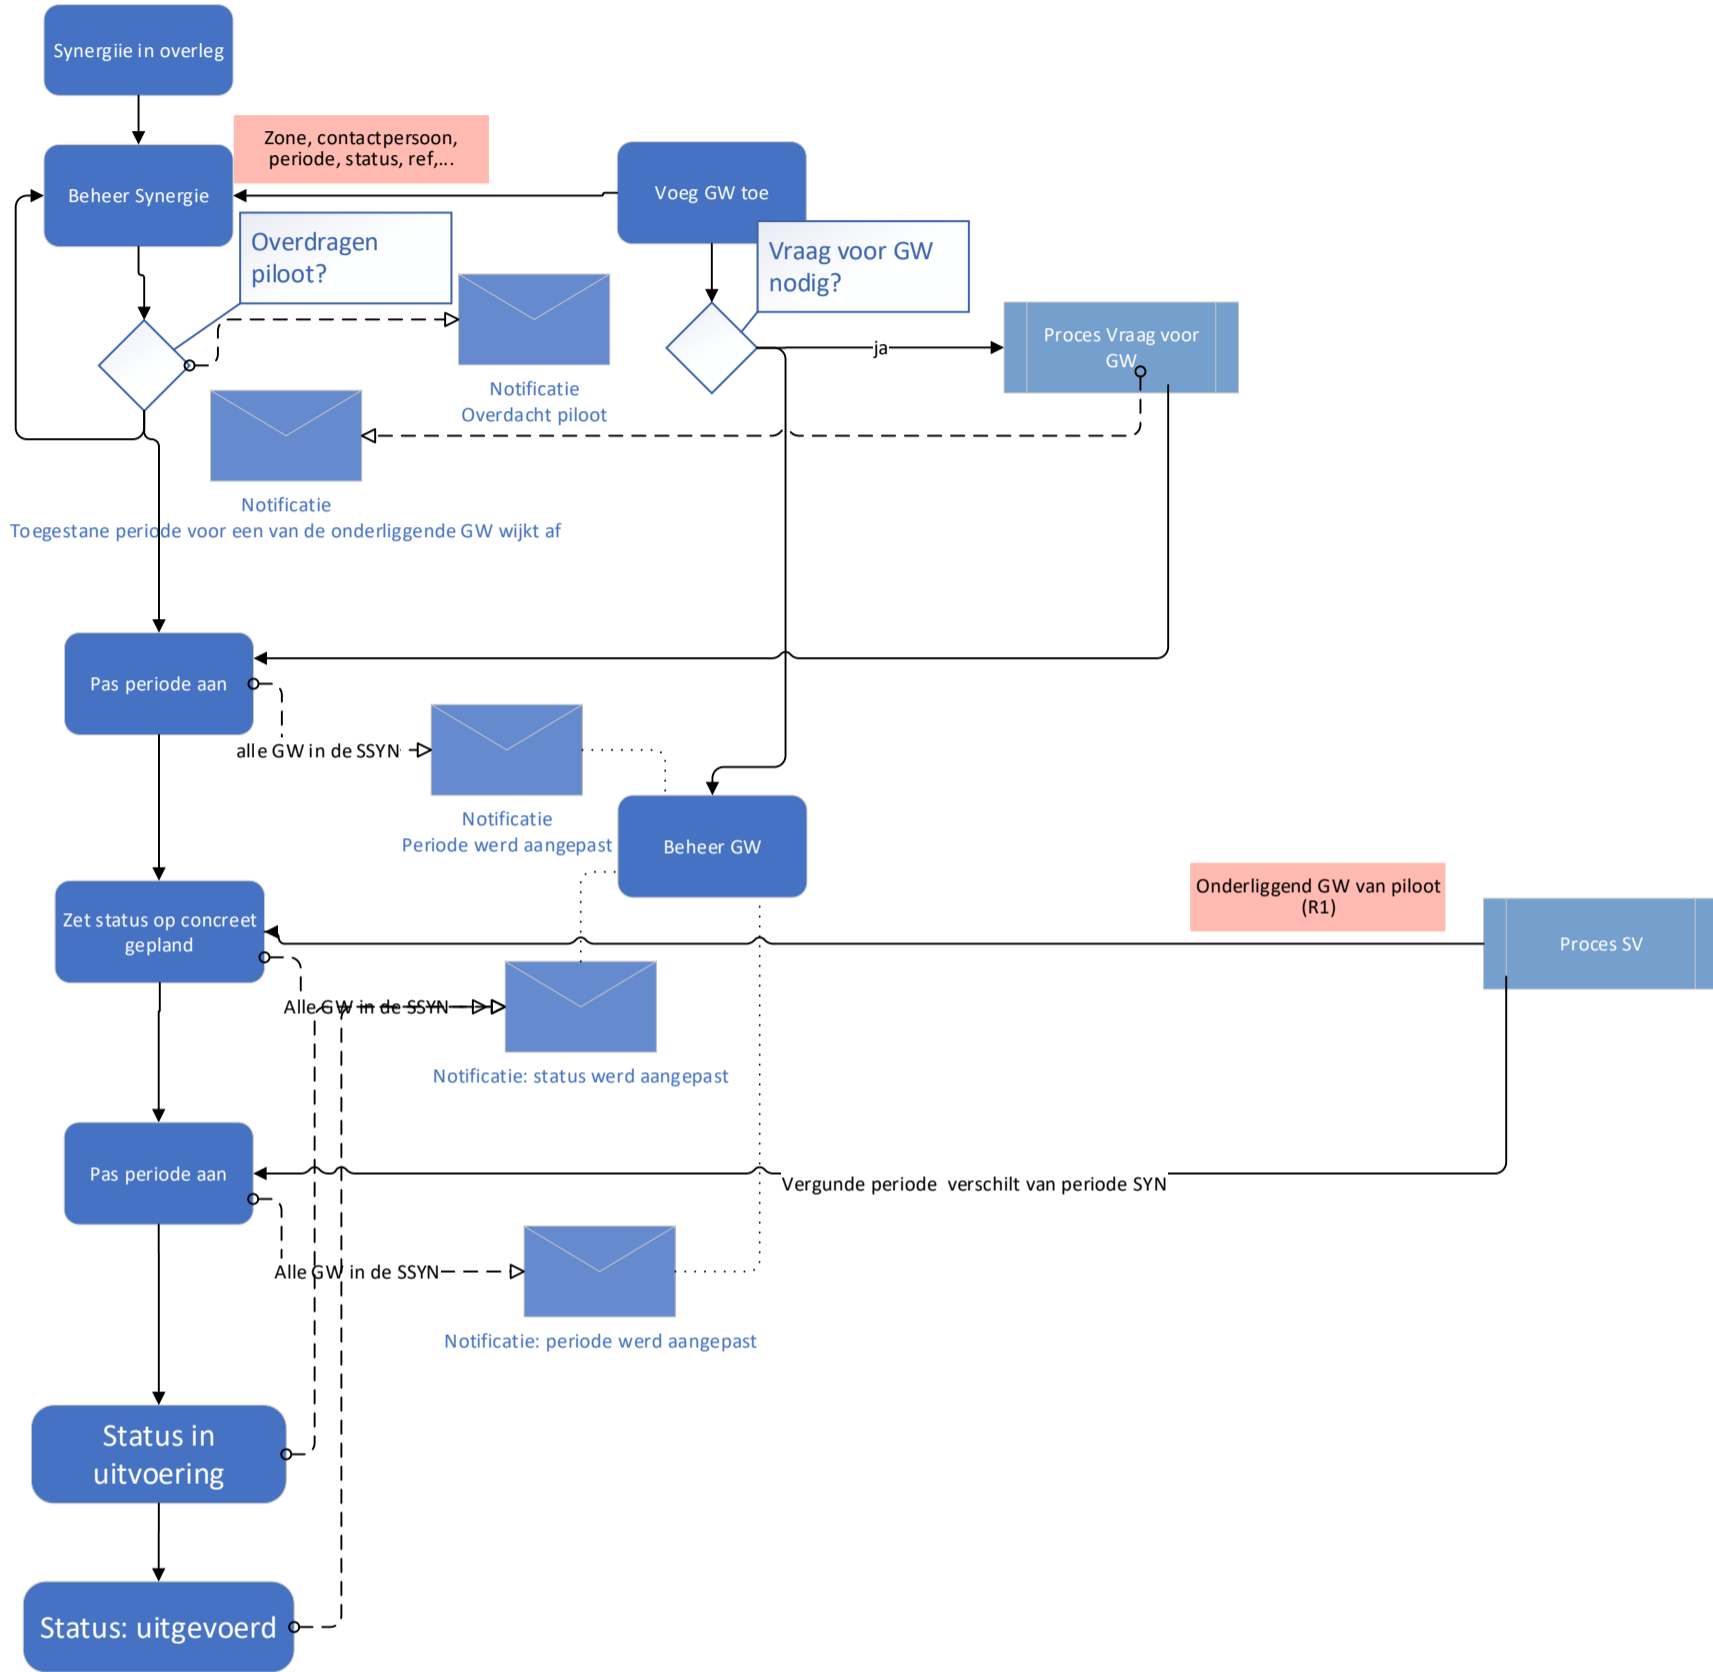 Synergiie in overleg
Zone, contactpersoon,
periode, status, ref,...
Beheer Synergie
Voeg GW toe
Overdragen
piloot?
Vraag voor GW
nodig?
Proces Vraag voor
GW
ja
Notificatie
Overdacht piloot
Notificatie
Toegestane periode voor een van de onderliggende GW wijkt af
Pas periode aan
alle GW in de SSYN
Notificatie
Periode werd aangepast
Beheer GW
Onderliggend GW van piloot
(R1)
Zet status op concreet
gepland
Proces SV
Alle GW in de SSYN
Notificatie: status werd aangepast
Pas periode aan
Vergunde periode  verschilt van periode SYN
Alle GW in de SSYN
Notificatie: periode werd aangepast
Status in
uitvoering
Status: uitgevoerd